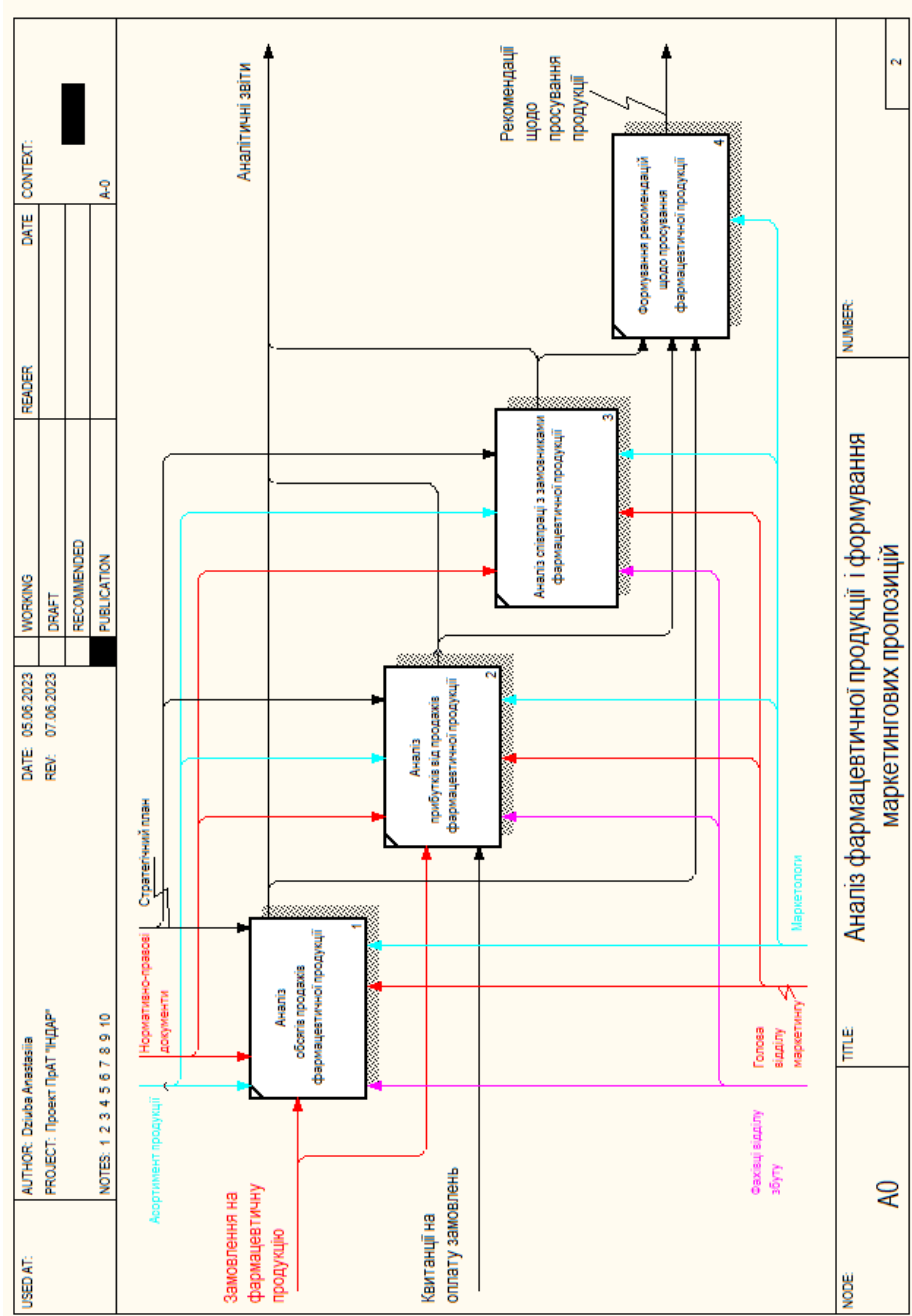 USED AT:
AUTHOR: Dziuba Anastasiia
DATE: 05.06.2023
PROJECT: Проект ПрАТ "ІНДАР"
REV: 07.06.2023
NOTES: 1 2 3 4 5 6 7 8 9 10
WORKING
DRAFT
RECOMMENDED
PUBLICATION
READER
DATE
CONTEXT:
A-0
Асортимент продукції
Нормативно-правові
документи
Стратегічний план
Замовлення на
фармацевтичну
продукцію
Квитанції на
оплату замовлень
Аналіз
обсягів продажів
фармацевтичної продукції
1
Аналіз
прибутків від продажів
фармацевтичної продукції
2
Аналіз співпраці з замовниками
фармацевтичної продукції
3
Формування рекомендацій
щодо просування
фармацевтичної продукції
4
Аналітичні звіти
Рекомендації
щодо
просування
продукції
Фахівці відділу
збуту
Голова
відділу
маркетингу
Маркетологи
NODE:
A0
TITLE:
Аналіз фармацевтичної продукції і формування
маркетингових пропозицій
NUMBER:
2